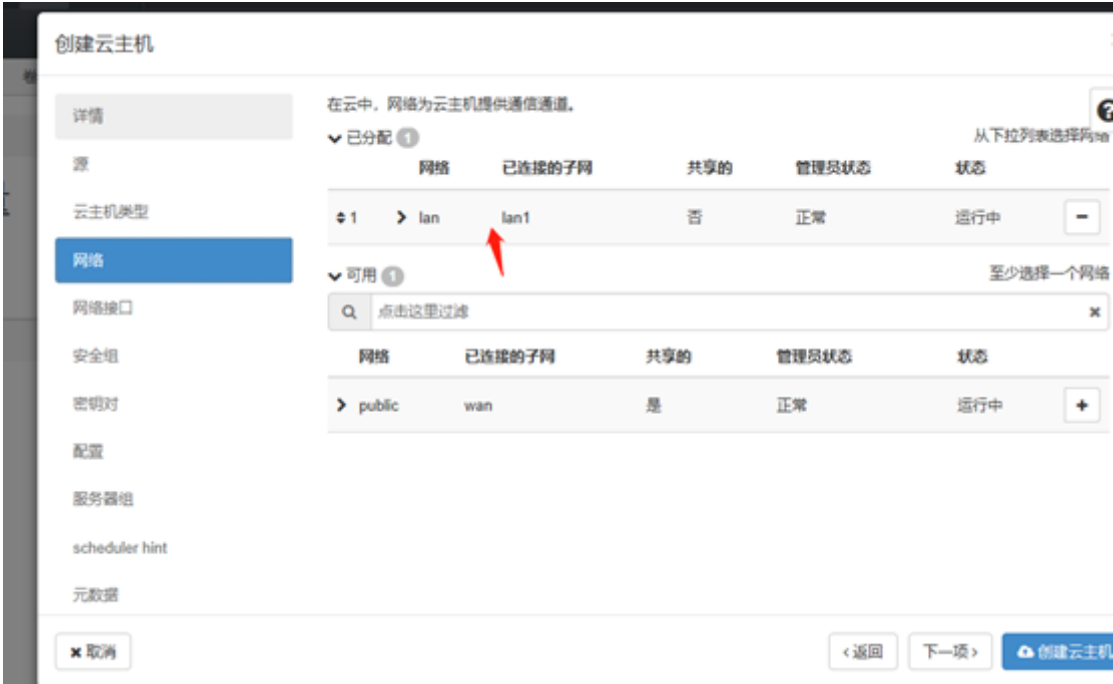 创建云主机
卷
详情
源
云主机类型
网络
网络接口
安全组
密钥对
配置
服务器组
scheduler hint
元数据
在云中，网络为云主机提供通信通道。
已分配 1
从下拉列表选择网络
网络 已连接的子网 共享的 管理员状态 状态
1 lan lan1 否 正常 运行中
可用 1
至少选择一个网络
点击这里过滤
网络 已连接的子网 共享的 管理员状态 状态
public wan 是 正常 运行中
取消
返回
下一项
创建云主机